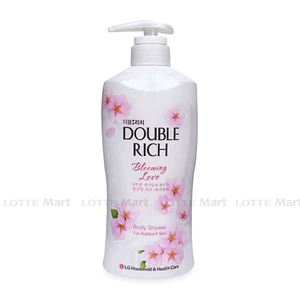 더블리치
DOUBLE
RICH
Blooming
Love
Body Shower
For Radiant Skin
LG Household & Health Care
LOTTE Mart LOTTE Mart LOTTE Mart